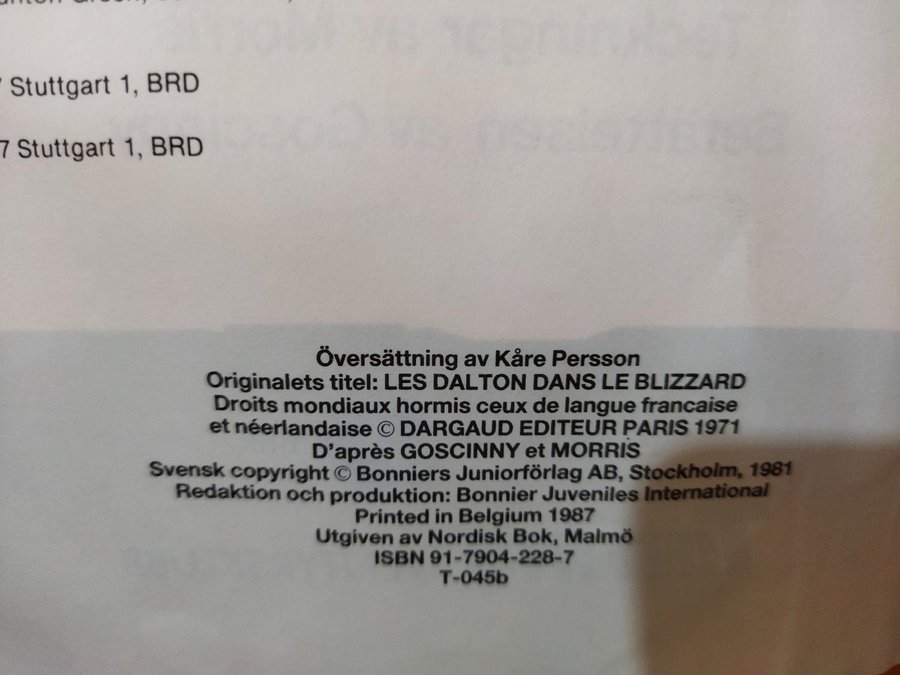 7 Stuttgart 1, BRD
7 Stuttgart 1, BRD
Översättning av Kåre Persson
Originalets titel: LES DALTON DANS LE BLIZZARD
Droits mondiaux hormis ceux de langue francaise
et néerlandaise © DARGAUD EDITEUR PARIS 1971
D'après GOSCINNY et MORRIS
Svensk copyright © Bonniers Juniorförlag AB, Stockholm, 1981
Redaktion och produktion: Bonnier Juveniles International
Printed in Belgium 1987
Utgiven av Nordisk Bok, Malmö
ISBN 91-7904-228-7
T-045b